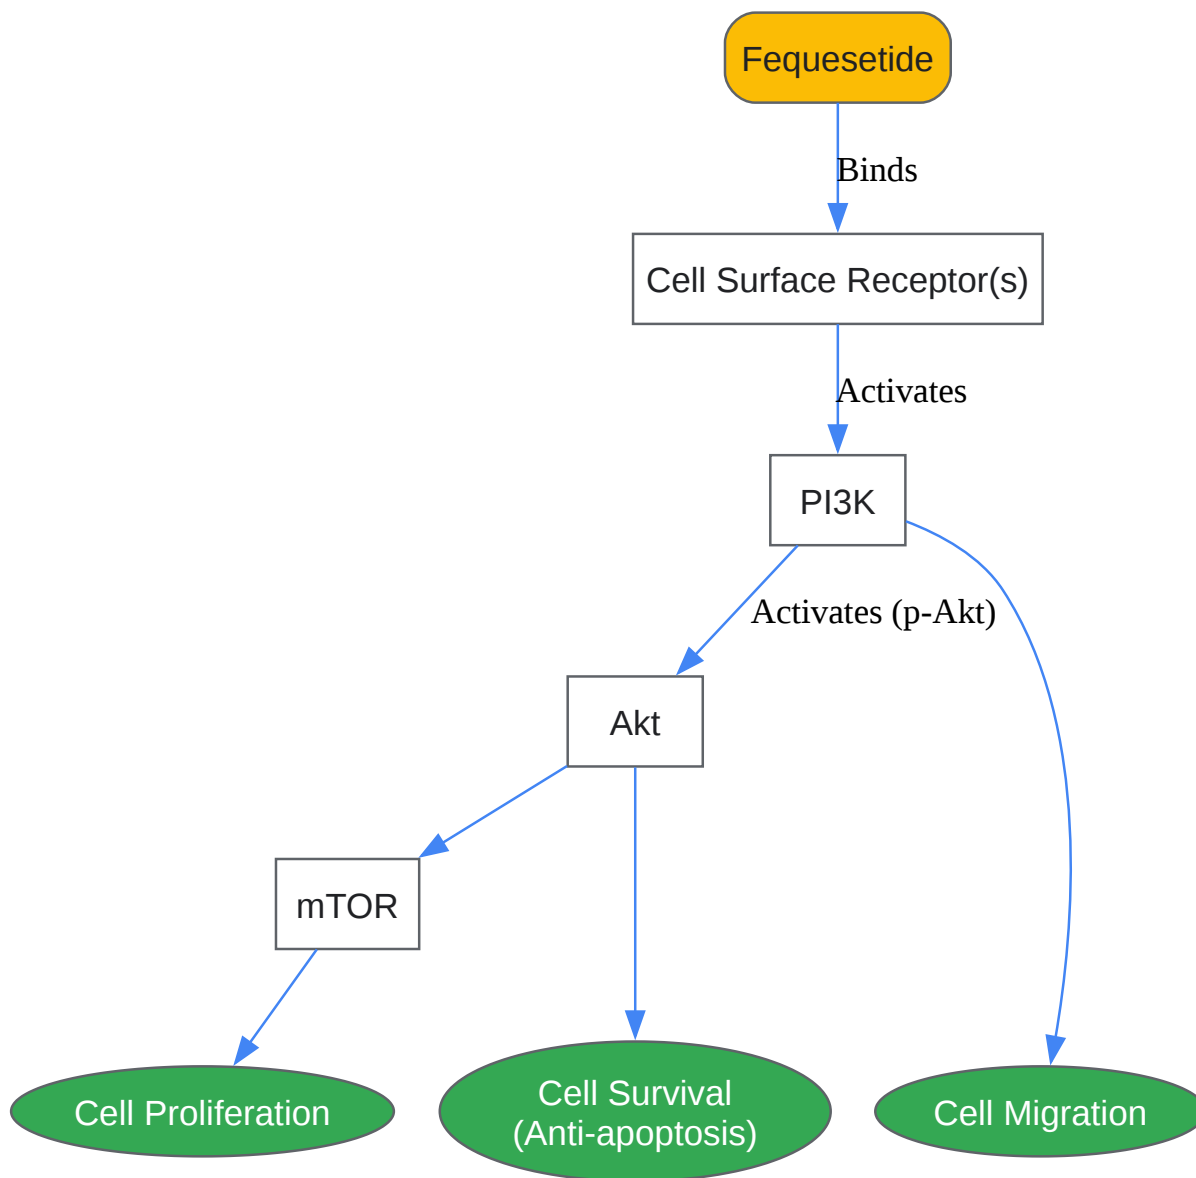 Fequesetide
Binds
Cell Surface Receptor(s)
Activates
PI3K
Activates (p-Akt)
Akt
mTOR
Cell Proliferation
Cell Survival
(Anti-apoptosis)
Cell Migration